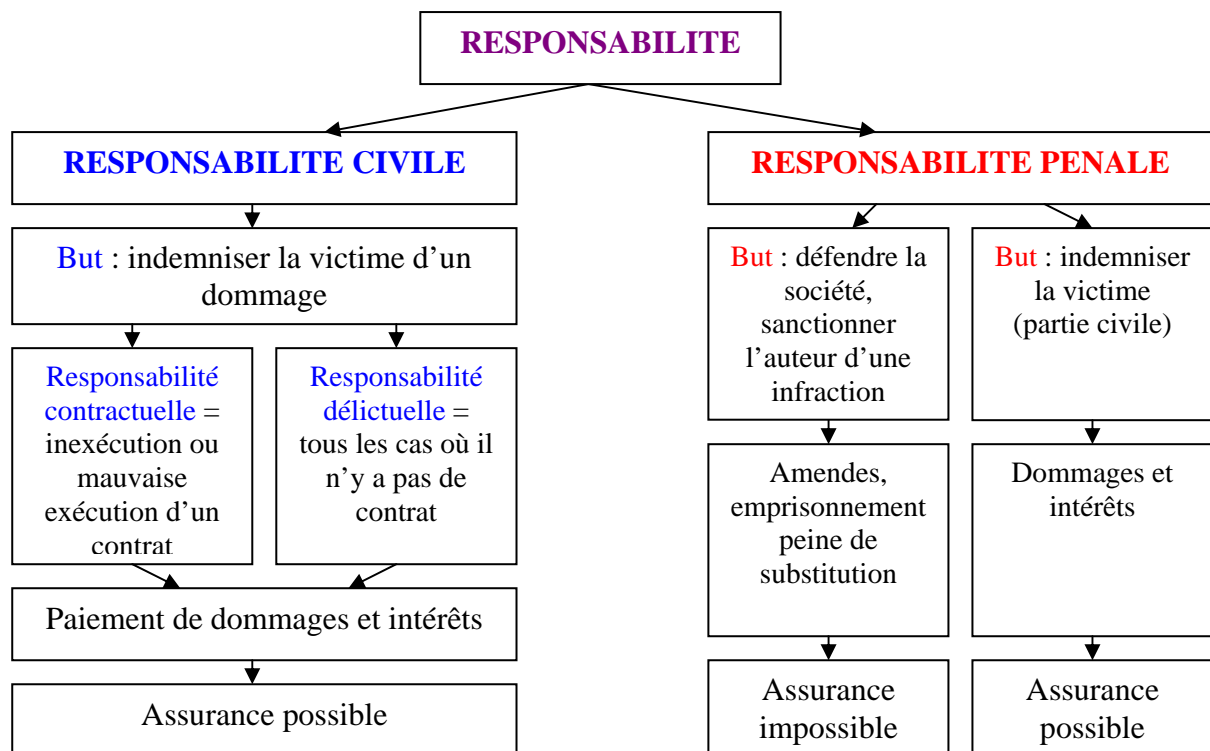 RESPONSABILITE
RESPONSABILITE CIVILE
RESPONSABILITE PENALE
But : indemniser la victime d’un
dommage
But : défendre la
société,
sanctionner
l’auteur d’une
infraction
But : indemniser
la victime
(partie civile)
Responsabilité
contractuelle =
inexécution ou
mauvaise
exécution d’un
contrat
Responsabilité
délictuelle =
tous les cas où il
n’y a pas de
contrat
Amendes,
emprisonnement
peine de
substitution
Dommages et
intérêts
Paiement de dommages et intérêts
Assurance possible
Assurance
impossible
Assurance
possible